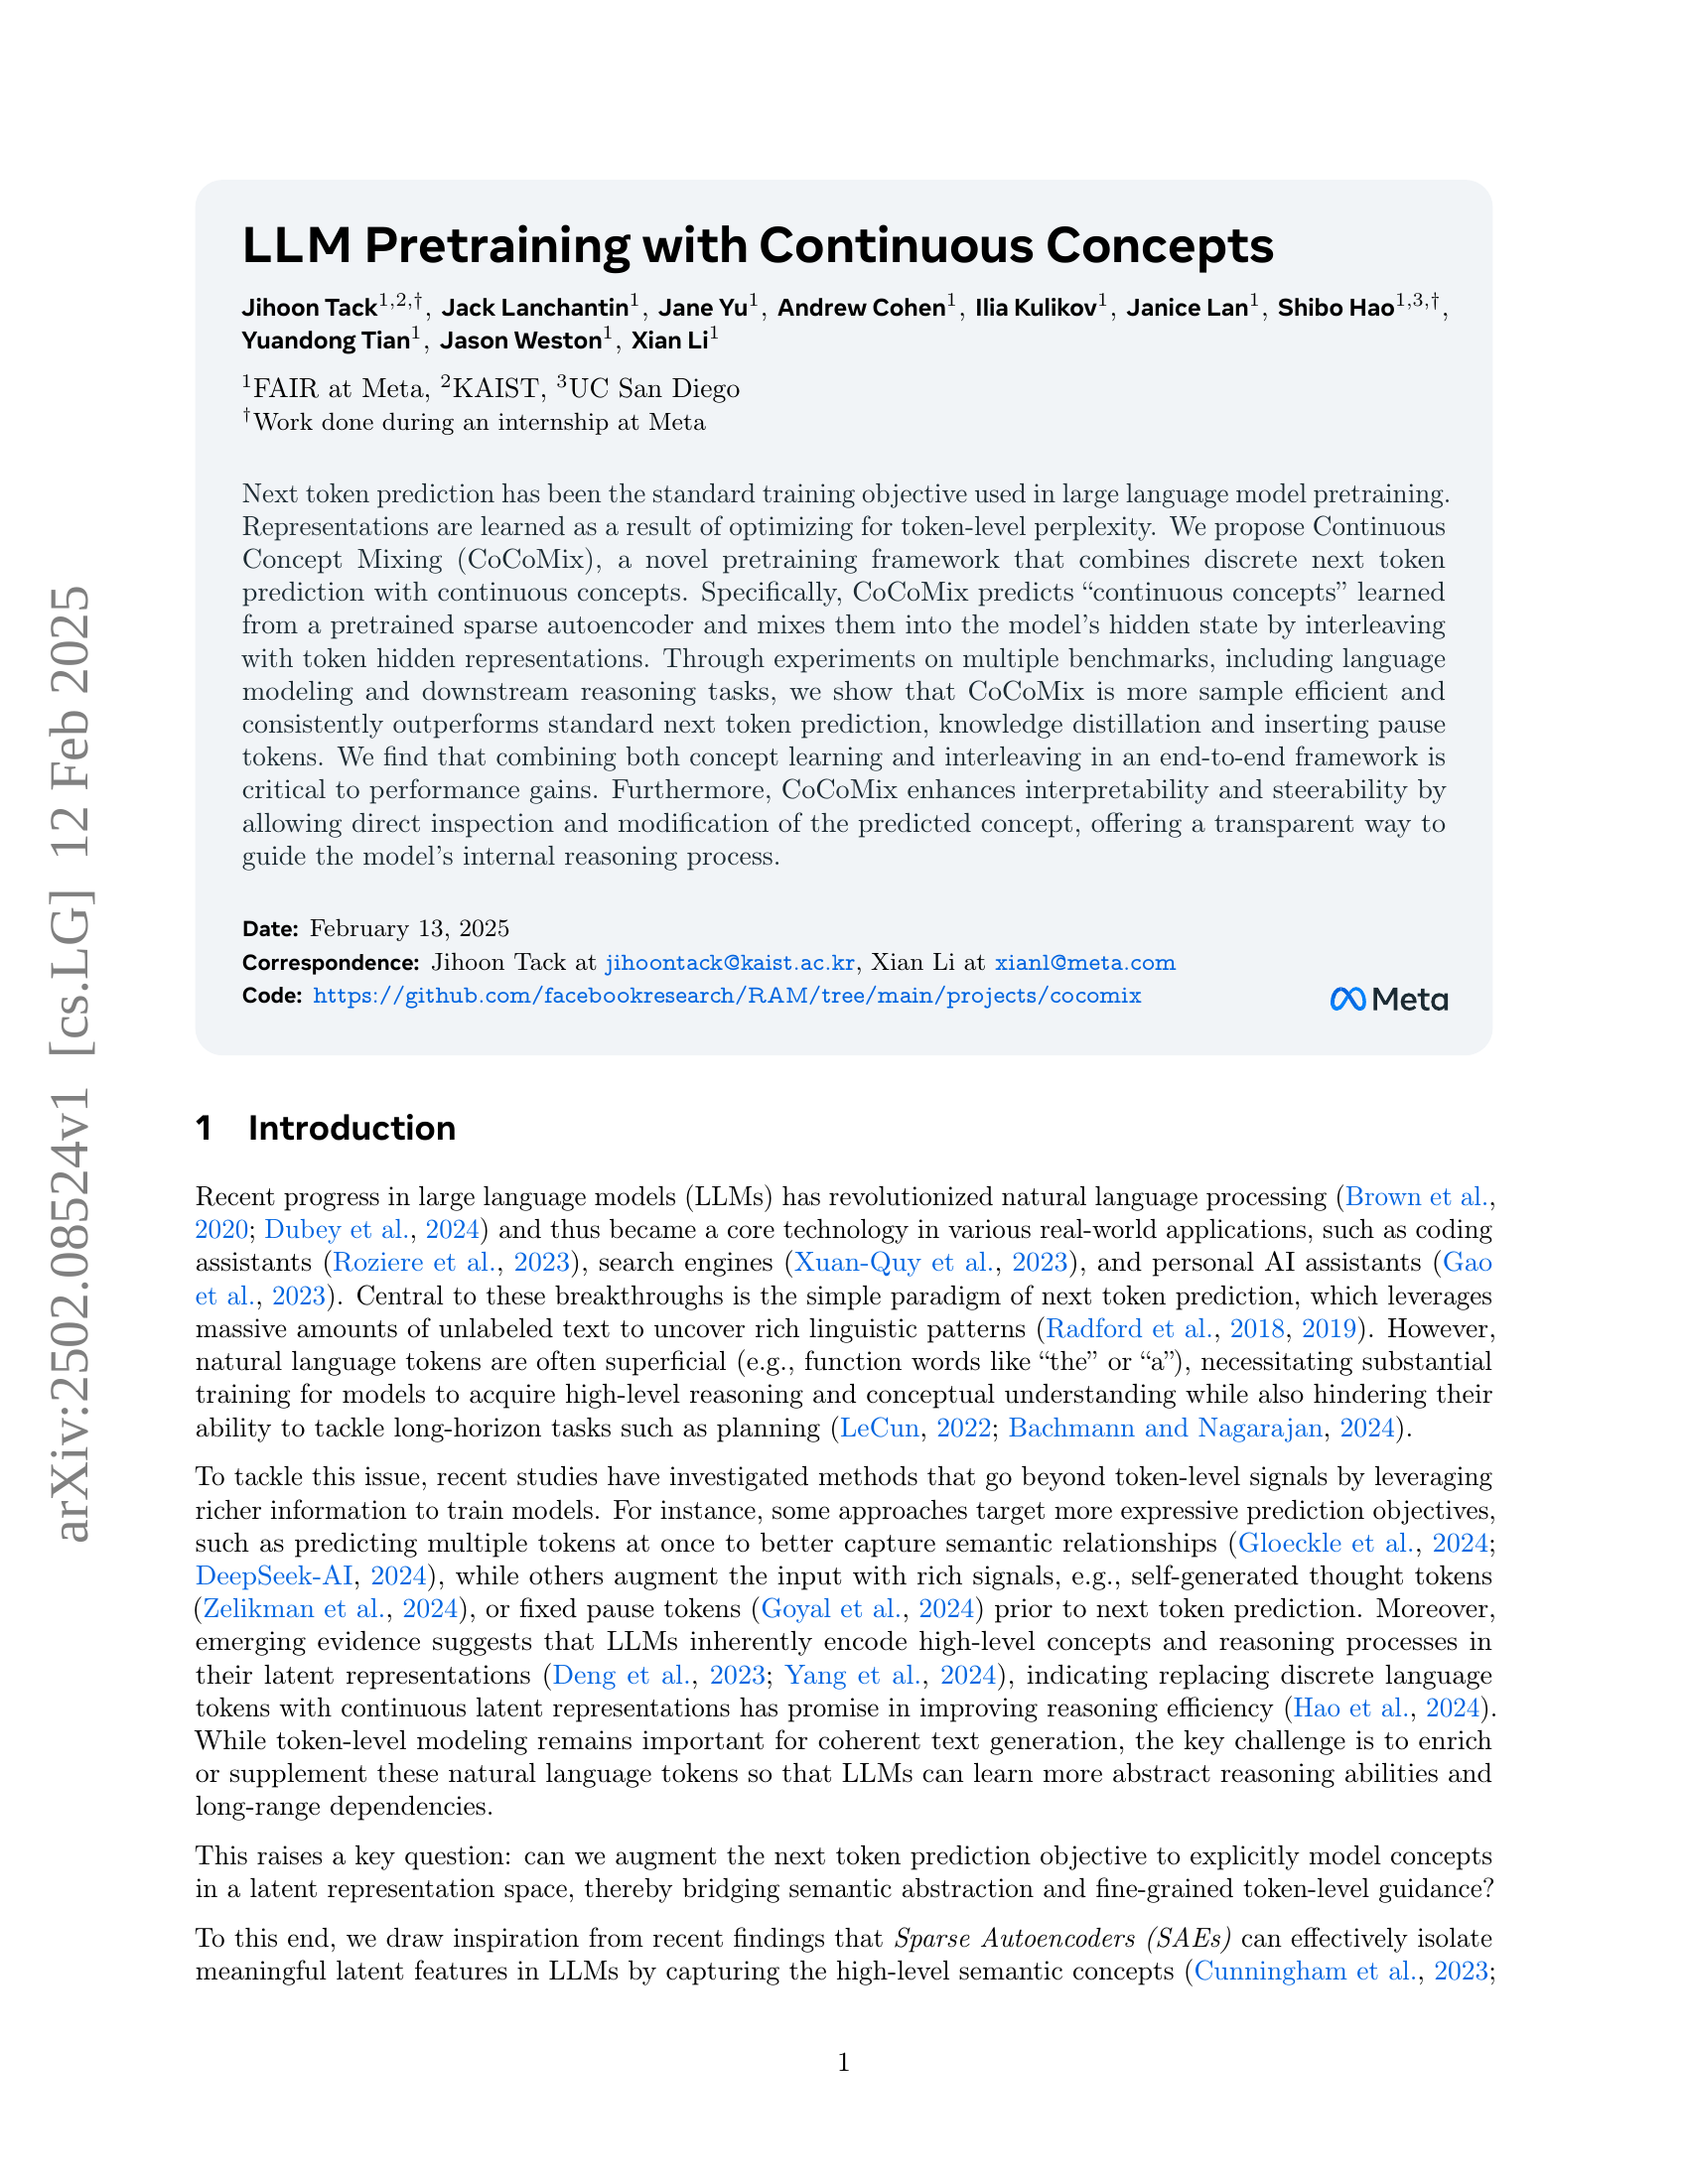 LLM Pretraining with Continuous Concepts
Jihoon Tack1,2,†, Jack Lanchantin1, Jane Yu1, Andrew Cohen1, Ilia Kulikov1, Janice Lan1, Shibo Hao1,3,†,
Yuandong Tian1, Jason Weston1, Xian Li1
1FAIR at Meta, 2KAIST, 3UC San Diego
†Work done during an internship at Meta
Next token prediction has been the standard training objective used in large language model pretraining.
Representations are learned as a result of optimizing for token-level perplexity. We propose Continuous
Concept Mixing (CoCoMix), a novel pretraining framework that combines discrete next token
prediction with continuous concepts. Specifically, CoCoMix predicts “continuous concepts” learned
from a pretrained sparse autoencoder and mixes them into the model’s hidden state by interleaving
with token hidden representations. Through experiments on multiple benchmarks, including language
modeling and downstream reasoning tasks, we show that CoCoMix is more sample efficient and
consistently outperforms standard next token prediction, knowledge distillation and inserting pause
tokens. We find that combining both concept learning and interleaving in an end-to-end framework is
critical to performance gains. Furthermore, CoCoMix enhances interpretability and steerability by
allowing direct inspection and modification of the predicted concept, offering a transparent way to
guide the model’s internal reasoning process.
Date: February 13, 2025
Correspondence: Jihoon Tack at jihoontack@kaist.ac.kr, Xian Li at xianl@meta.com
Code: https://github.com/facebookresearch/RAM/tree/main/projects/cocomix
Meta
arXiv:2502.08524v1 [cs.LG] 12 Feb 2025
1 Introduction
Recent progress in large language models (LLMs) has revolutionized natural language processing (Brown et al.,
2020; Dubey et al., 2024) and thus became a core technology in various real-world applications, such as coding
assistants (Roziere et al., 2023), search engines (Xuan-Quy et al., 2023), and personal AI assistants (Gao
et al., 2023). Central to these breakthroughs is the simple paradigm of next token prediction, which leverages
massive amounts of unlabeled text to uncover rich linguistic patterns (Radford et al., 2018, 2019). However,
natural language tokens are often superficial (e.g., function words like “the” or “a”), necessitating substantial
training for models to acquire high-level reasoning and conceptual understanding while also hindering their
ability to tackle long-horizon tasks such as planning (LeCun, 2022; Bachmann and Nagarajan, 2024).
To tackle this issue, recent studies have investigated methods that go beyond token-level signals by leveraging
richer information to train models. For instance, some approaches target more expressive prediction objectives,
such as predicting multiple tokens at once to better capture semantic relationships (Gloeckle et al., 2024;
DeepSeek-AI, 2024), while others augment the input with rich signals, e.g., self-generated thought tokens
(Zelikman et al., 2024), or fixed pause tokens (Goyal et al., 2024) prior to next token prediction. Moreover,
emerging evidence suggests that LLMs inherently encode high-level concepts and reasoning processes in
their latent representations (Deng et al., 2023; Yang et al., 2024), indicating replacing discrete language
tokens with continuous latent representations has promise in improving reasoning efficiency (Hao et al., 2024).
While token-level modeling remains important for coherent text generation, the key challenge is to enrich
or supplement these natural language tokens so that LLMs can learn more abstract reasoning abilities and
long-range dependencies.
This raises a key question: can we augment the next token prediction objective to explicitly model concepts
in a latent representation space, thereby bridging semantic abstraction and fine-grained token-level guidance?
To this end, we draw inspiration from recent findings that Sparse Autoencoders (SAEs) can effectively isolate
meaningful latent features in LLMs by capturing the high-level semantic concepts (Cunningham et al., 2023;
1